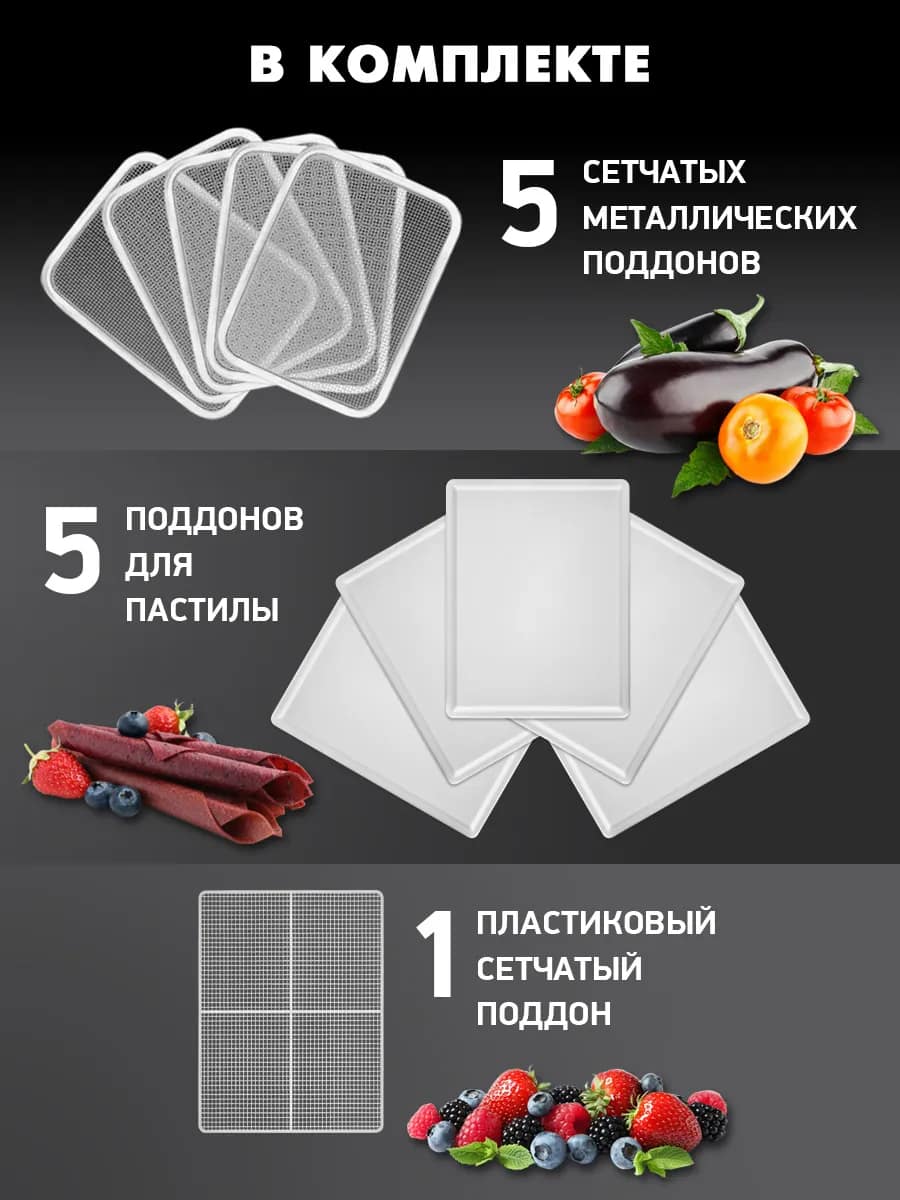 В КОМПЛЕКТЕ
5
СЕТЧАТЫХ
МЕТАЛЛИЧЕСКИХ
ПОДДОНОВ
5
ПОДДОНОВ
ДЛЯ
ПАСТИЛЫ
1
ПЛАСТИКОВЫЙ
СЕТЧАТЫЙ
ПОДДОН